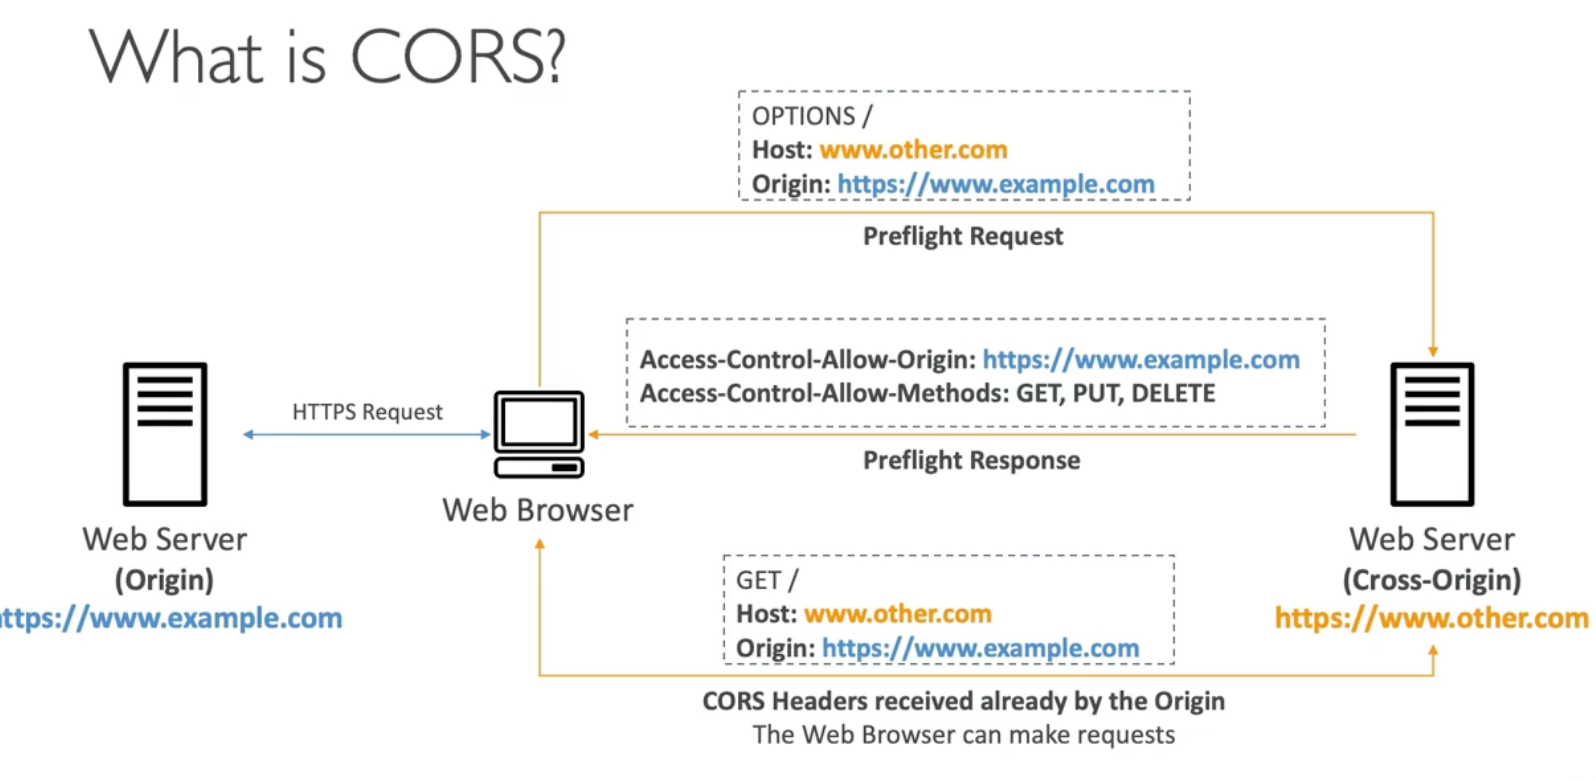 What is CORS?
OPTIONS /
Host: www.other.com
Origin: https://www.example.com
Preflight Request
Access-Control-Allow-Origin: https://www.example.com
Access-Control-Allow-Methods: GET, PUT, DELETE
Preflight Response
HTTPS Request
Web Browser
Web Server
(Origin)
ttps://www.example.com
Web Server
(Cross-Origin)
https://www.other.com
GET /
Host: www.other.com
Origin: https://www.example.com
CORS Headers received already by the Origin
The Web Browser can make requests